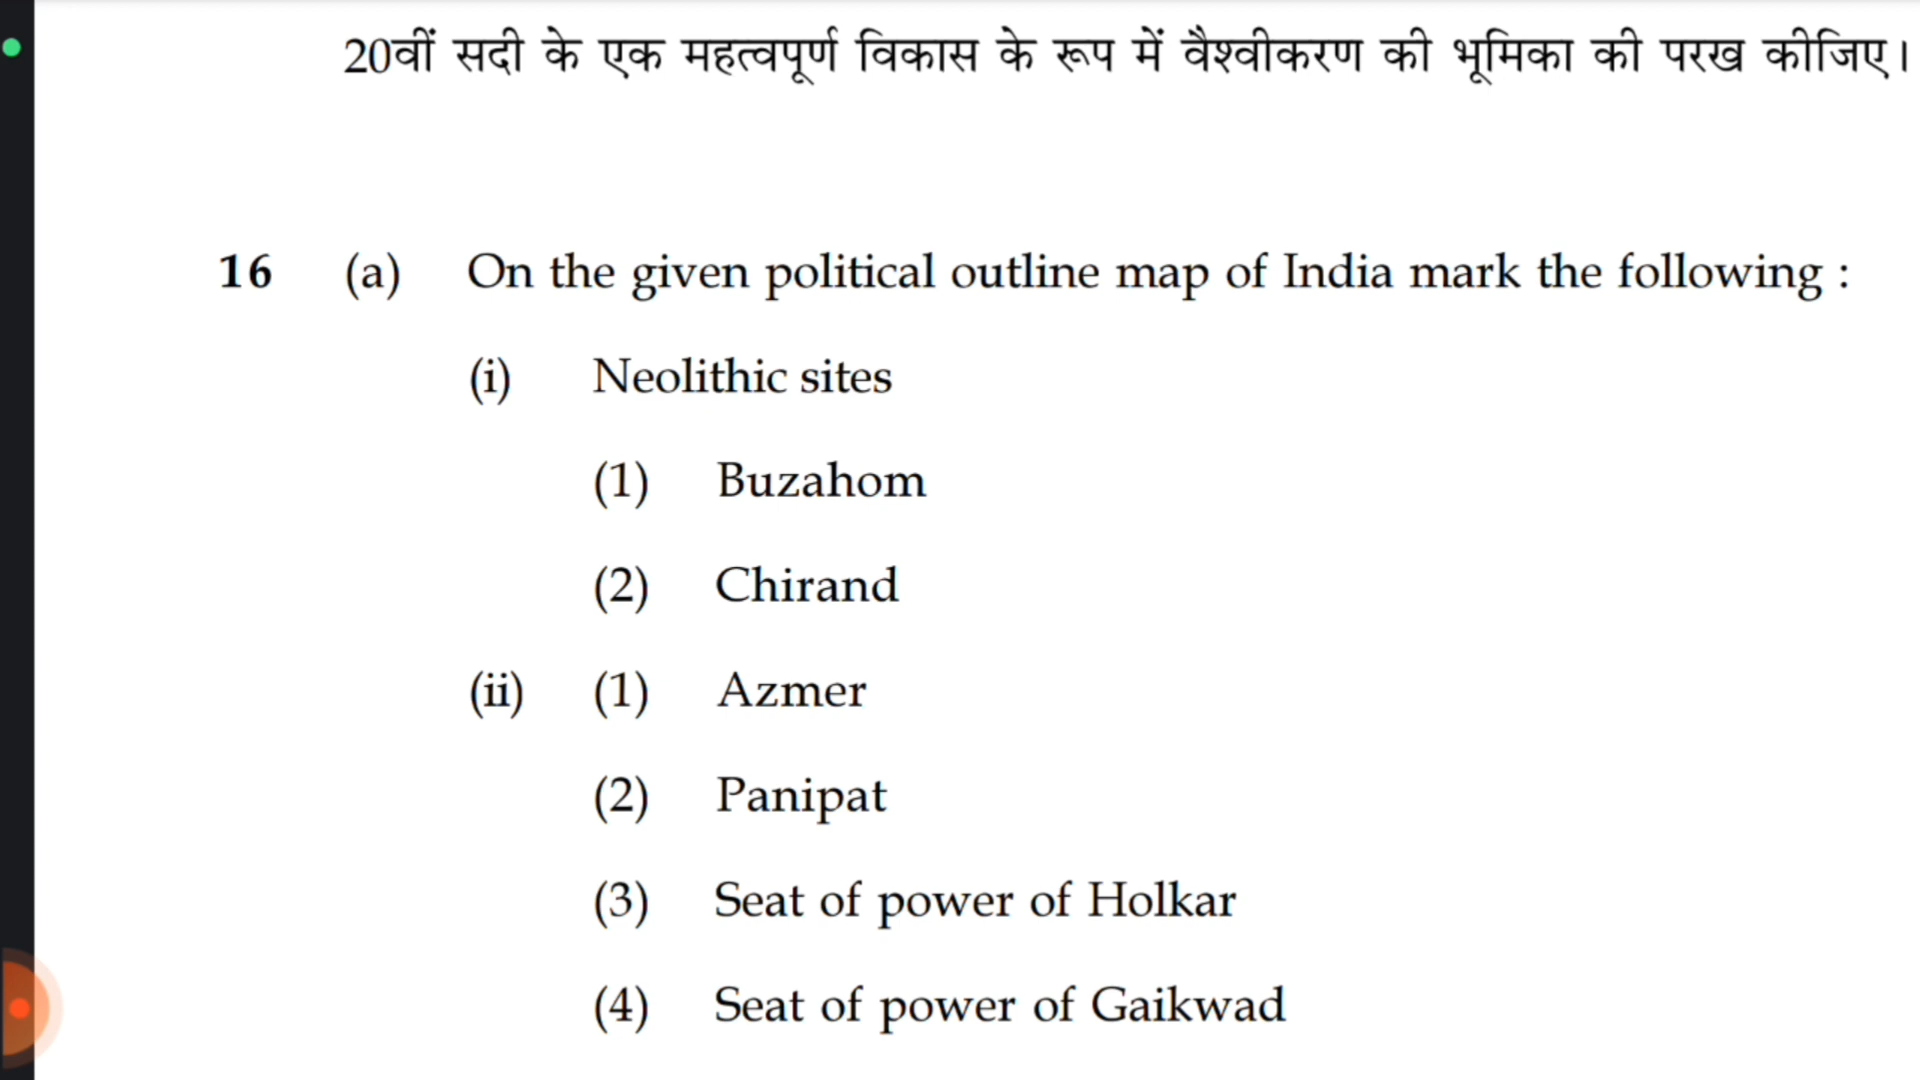 20वीं सदी के एक महत्वपूर्ण विकास के रूप में वैश्वीकरण की भूमिका की परख कीजिए।
16 (a) On the given political outline map of India mark the following :
(i) Neolithic sites
(1) Buzahom
(2) Chirand
(ii) (1) Azmer
(2) Panipat
(3) Seat of power of Holkar
(4) Seat of power of Gaikwad